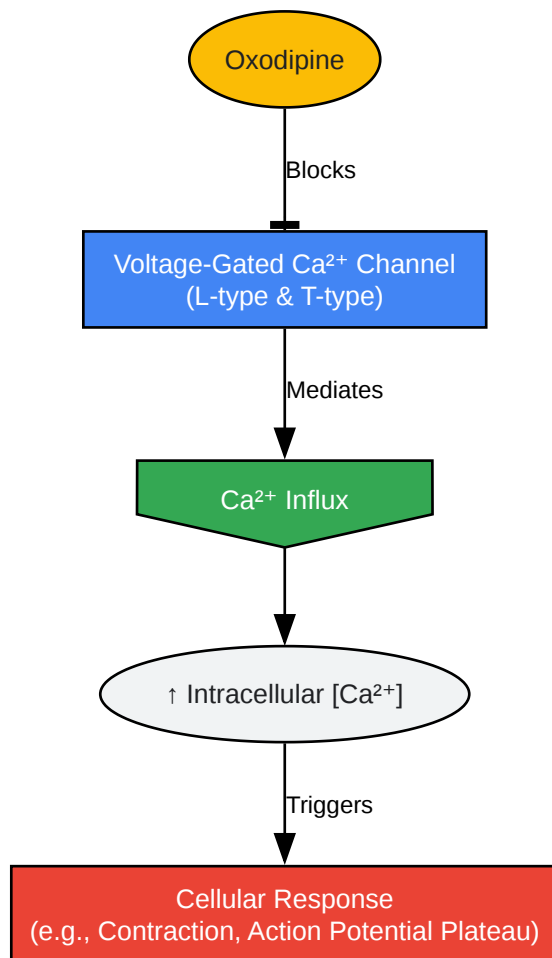 Oxodipine
Blocks
Voltage-Gated Ca²⁺ Channel
(L-type & T-type)
Mediates
Ca²⁺ Influx
↑ Intracellular [Ca²⁺]
Triggers
Cellular Response
(e.g., Contraction, Action Potential Plateau)